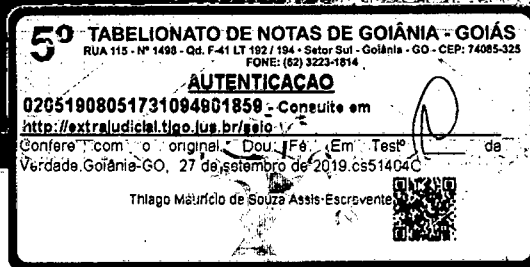 5º TABELIONATO DE NOTAS DE GOIÂNIA - GOIÁS
RUA 115 - Nº 1498 - Qd. F-41 LT 192 / 194 - Setor Sul - Goiânia - GO - CEP: 74085-325
FONE: (62) 3223-1814
AUTENTICACAO
02051908051731094901859 - Consulte em
http://extrajudicial.tjgo.jus.br/selo
Confere com o original. Dou Fé. Em Testº ____ da
Verdade.Goiânia-GO, 27 de setembro de 2019.cs51404C
Thiago Maurício de Souza Assis-Escrevente